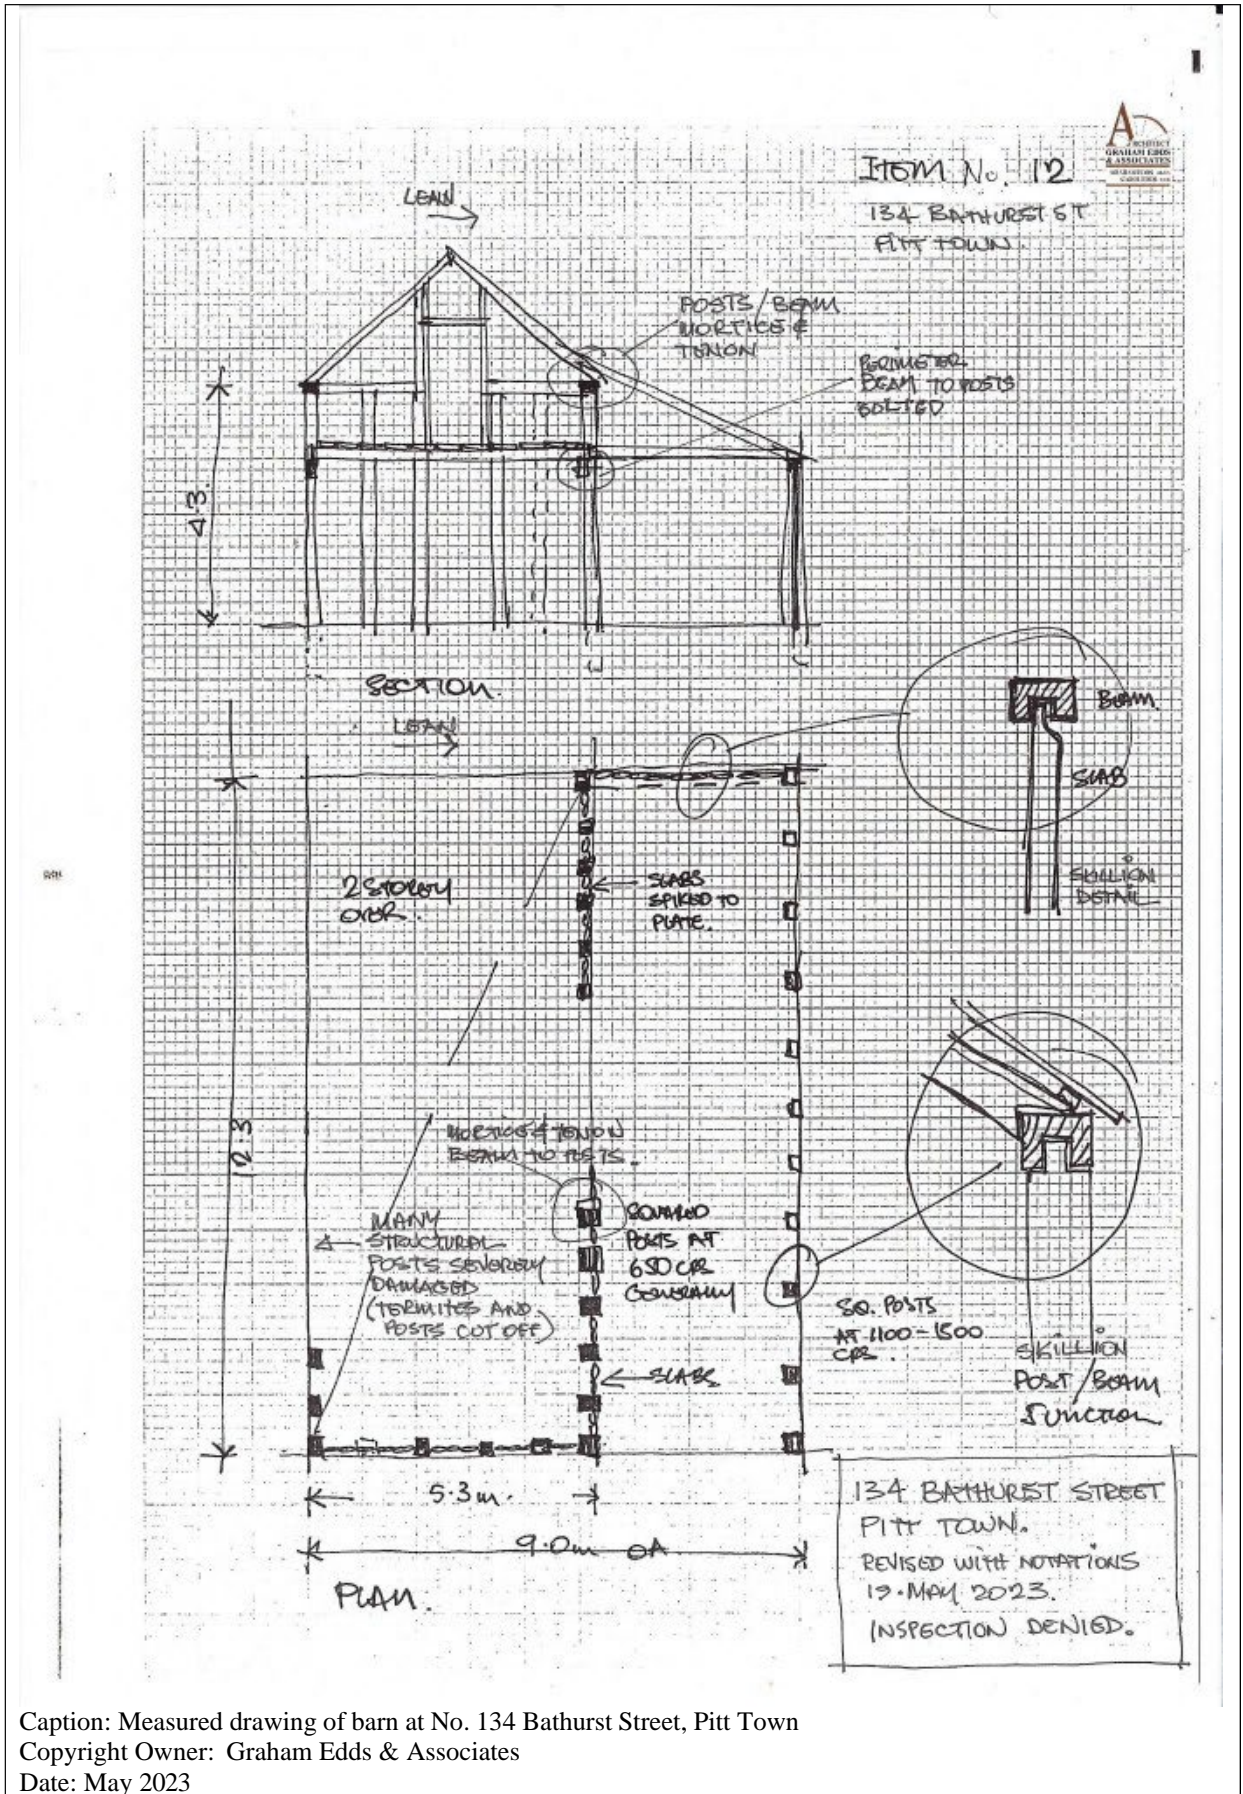 ARCHITECT
GRAHAM EDDS
& ASSOCIATES
ITEM No. 12
134 BATHURST ST
PITT TOWN.
LEAN
POSTS/BEAM
MORTICE &
TENON
PERIMETER
BEAM TO POSTS
BOLTED
4.3.
SECTION.
LEAN
BEAM.
SLAB
SKILLION
DETAIL
2 STOREY
OVER.
SLABS
SPIKED TO
PLATE.
12.3
MORTICE & TENON
BEAM TO POSTS.
MANY
STRUCTURAL
POSTS SEVERELY
DAMAGED
(TERMITES AND
POSTS CUT OFF)
SQUARED
POSTS AT
650 CRS
GENERALLY
SLABS
SQ. POSTS
AT 1100-1500
CRS.
SKILLION
POST/BEAM
JUNCTION
5.3m.
9.0m OA
PLAN.
134 BATHURST STREET
PITT TOWN.
REVISED WITH NOTATIONS
19.MAY 2023.
INSPECTION DENIED.
Caption: Measured drawing of barn at No. 134 Bathurst Street, Pitt Town
Copyright Owner: Graham Edds & Associates
Date: May 2023